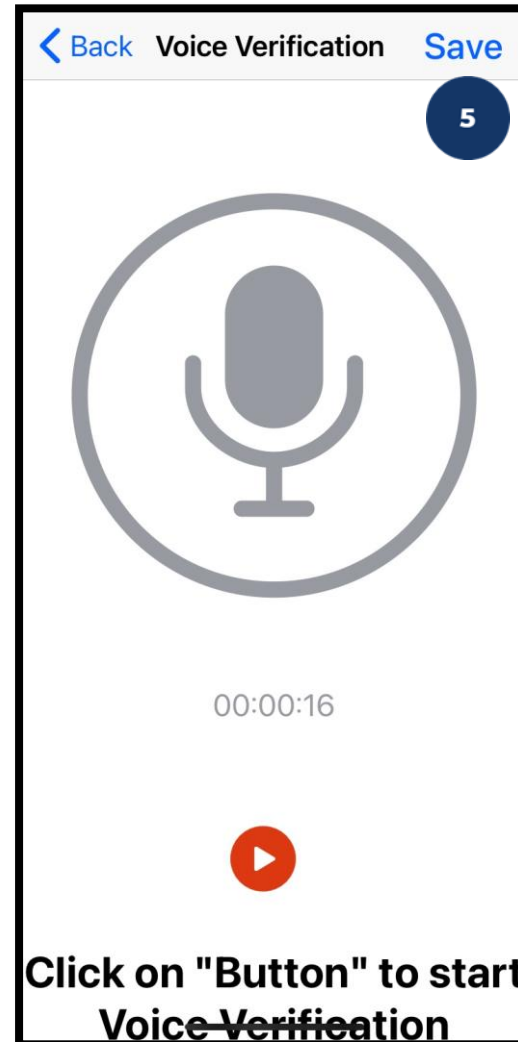 Back Voice Verification Save
5
00:00:16
Click on "Button" to start
Voice Verification